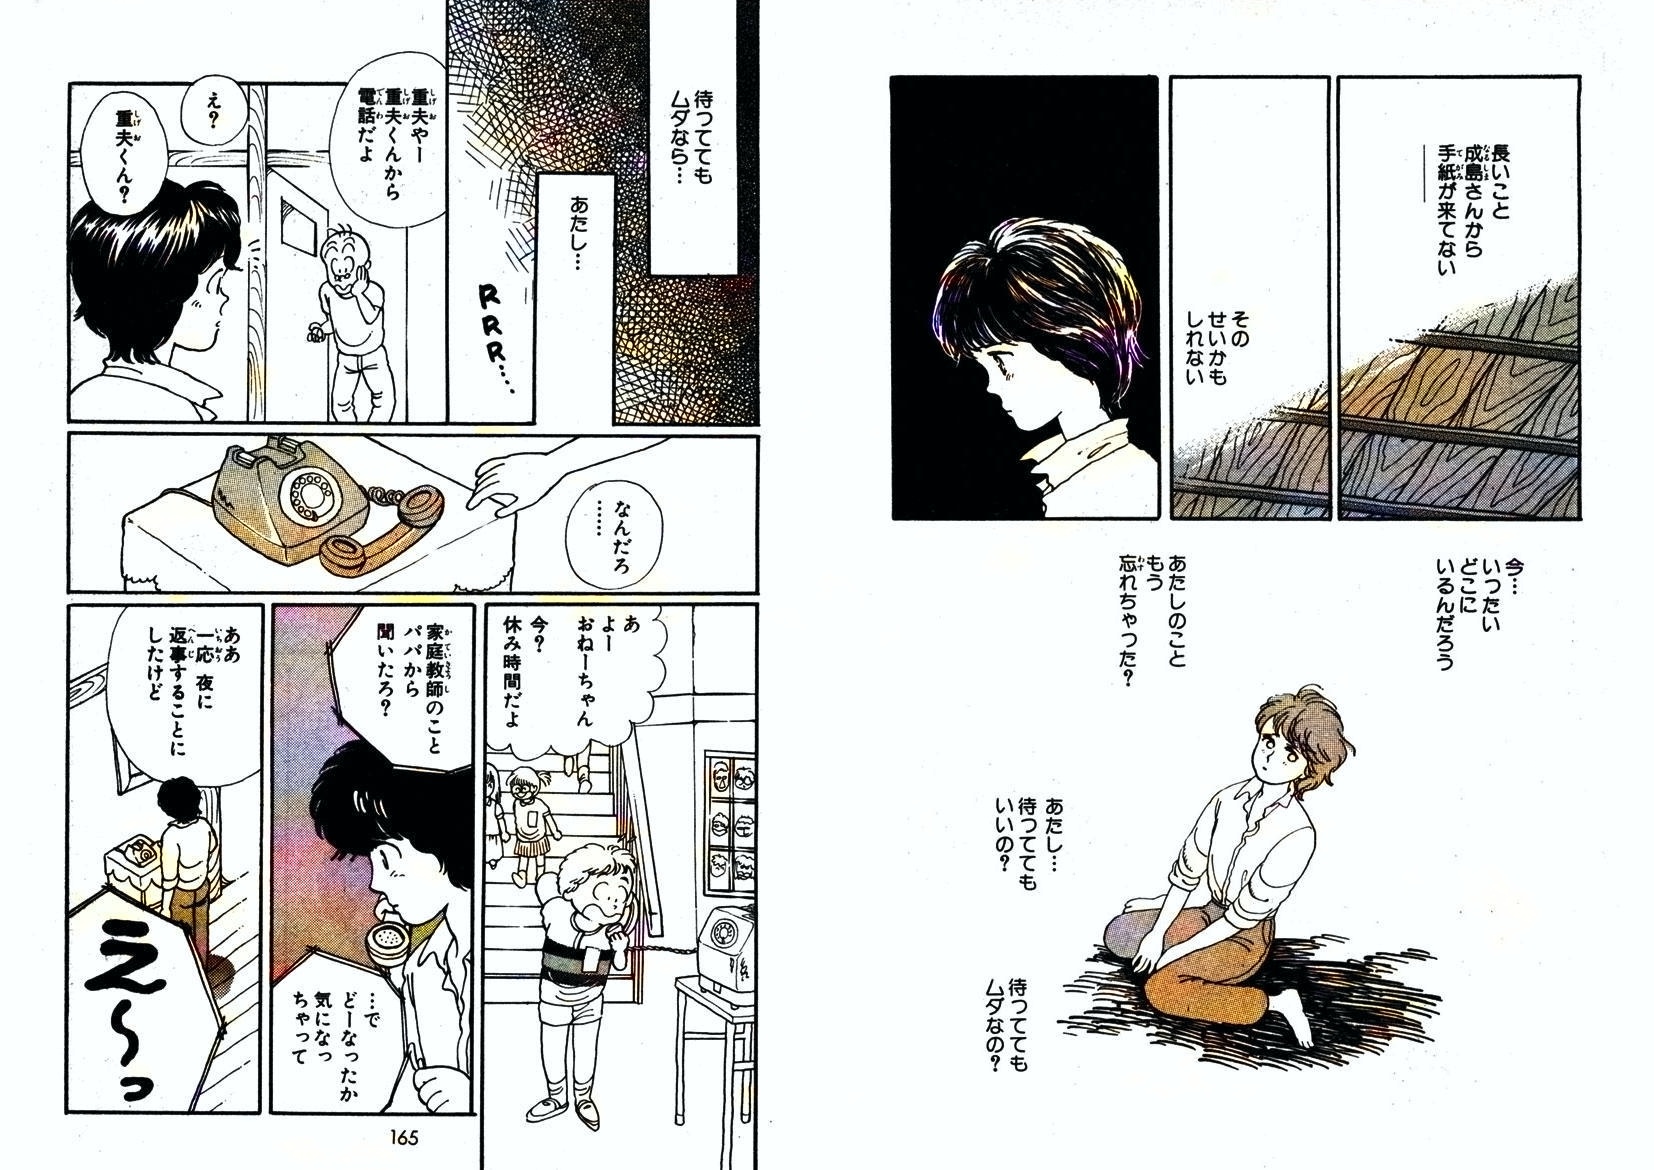 長いこと
成島さんから
手紙が来てない
――
その
せいかも
しれない
今…
いったい
どこに
いるんだろう
あたしのこと
もう
忘れちゃった?
あたし…
待ってても
いいの?
待ってても
ムダなの?
待ってても
ムダなら…
あたし…
RRR……
重夫やー
重夫くんから
電話だよ
え?
重夫くん?
なんだろ
……
あ
よー
おねーちゃん
今?
休み時間だよ
家庭教師のこと
パパから
聞いたろ?
…で
どーなったか
気になっ
ちゃって
ああ
一応 夜に
返事することに
したけど
え〜っ
165